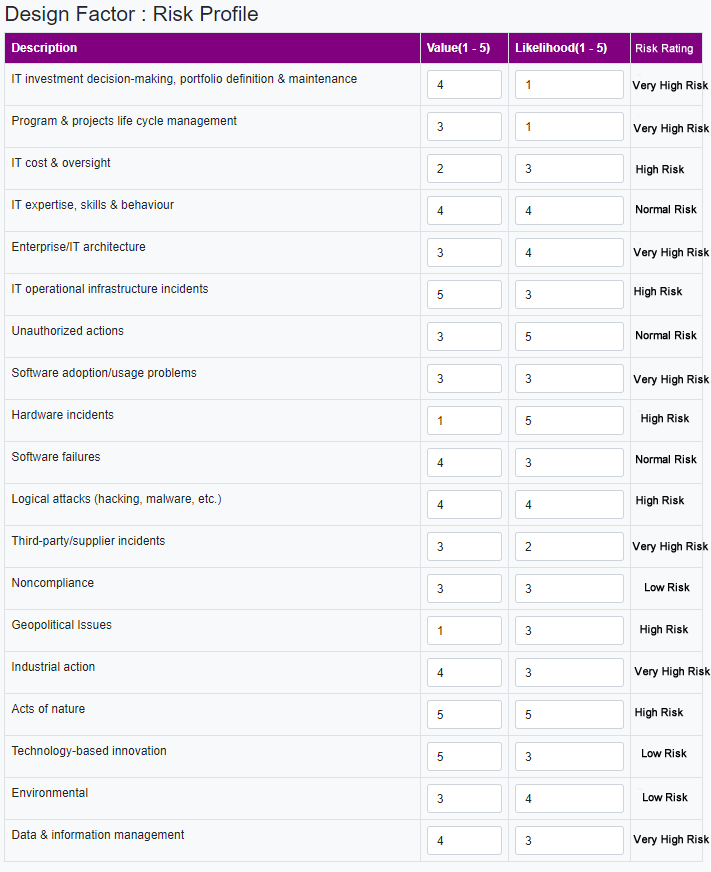 Design Factor : Risk Profile
Description Value(1 - 5) Likelihood(1 - 5) Risk Rating
IT investment decision-making, portfolio definition & maintenance 4 1 Very High Risk
Program & projects life cycle management 3 1 Very High Risk
IT cost & oversight 2 3 High Risk
IT expertise, skills & behaviour 4 4 Normal Risk
Enterprise/IT architecture 3 4 Very High Risk
IT operational infrastructure incidents 5 3 High Risk
Unauthorized actions 3 5 Normal Risk
Software adoption/usage problems 3 3 Very High Risk
Hardware incidents 1 5 High Risk
Software failures 4 3 Normal Risk
Logical attacks (hacking, malware, etc.) 4 4 High Risk
Third-party/supplier incidents 3 2 Very High Risk
Noncompliance 3 3 Low Risk
Geopolitical Issues 1 3 High Risk
Industrial action 4 3 Very High Risk
Acts of nature 5 5 High Risk
Technology-based innovation 5 3 Low Risk
Environmental 3 4 Low Risk
Data & information management 4 3 Very High Risk